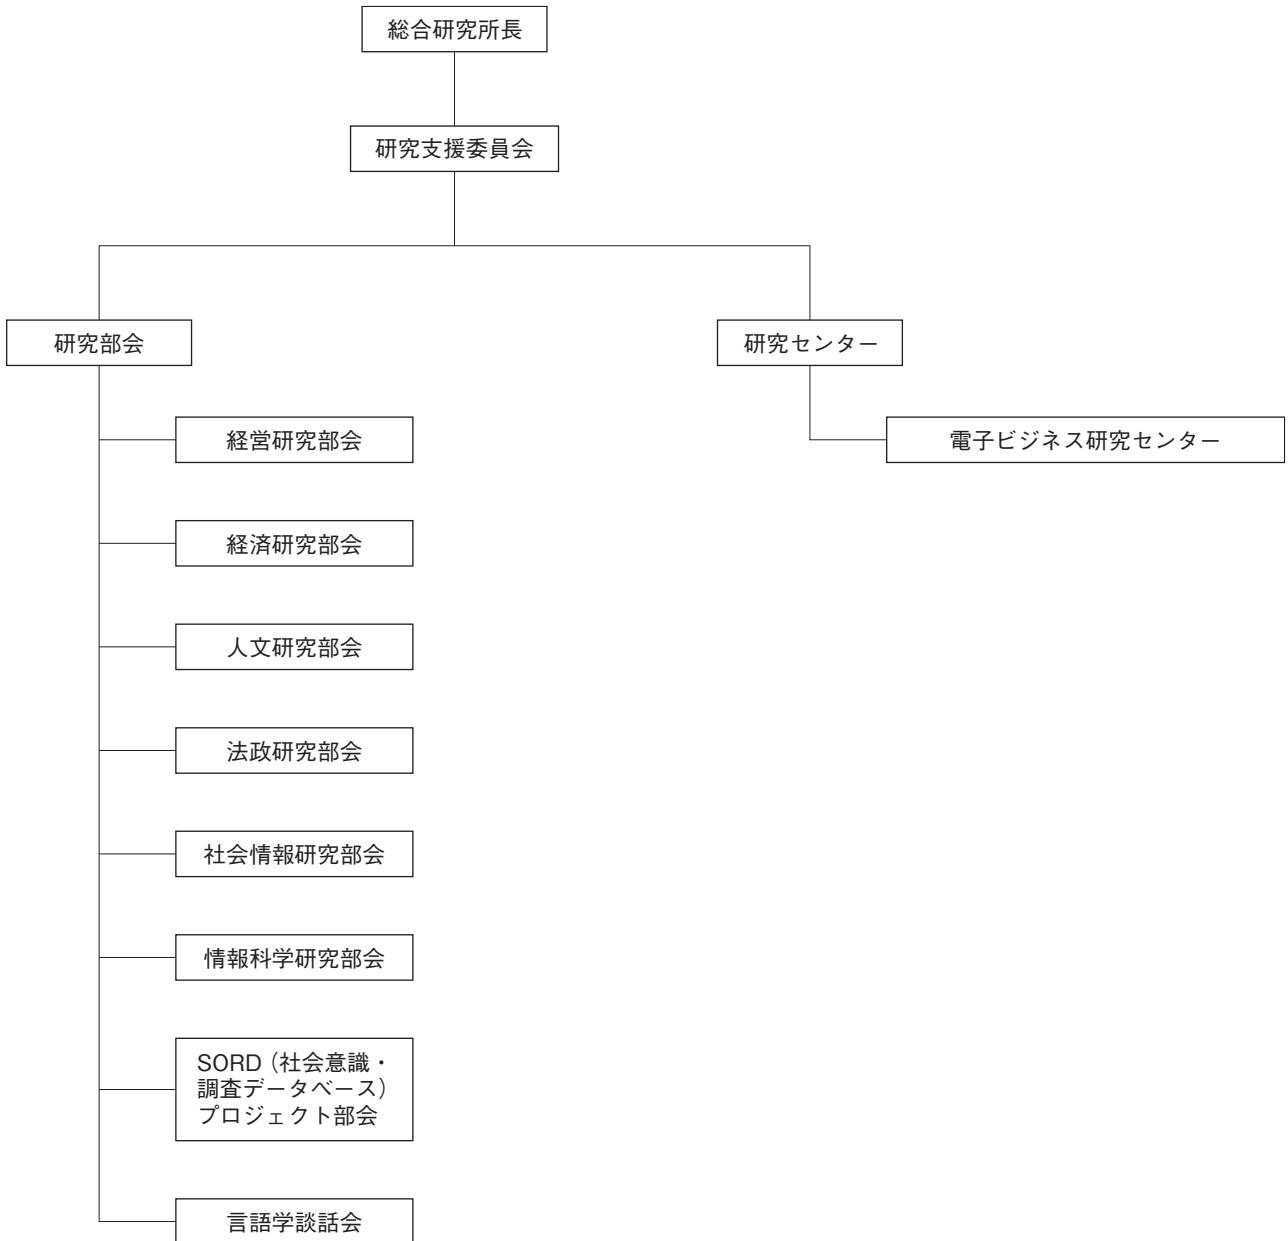 総合研究所長
研究支援委員会
研究部会
研究センター
経営研究部会
電子ビジネス研究センター
経済研究部会
人文研究部会
法政研究部会
社会情報研究部会
情報科学研究部会
SORD（社会意識・
調査データベース）
プロジェクト部会
言語学談話会